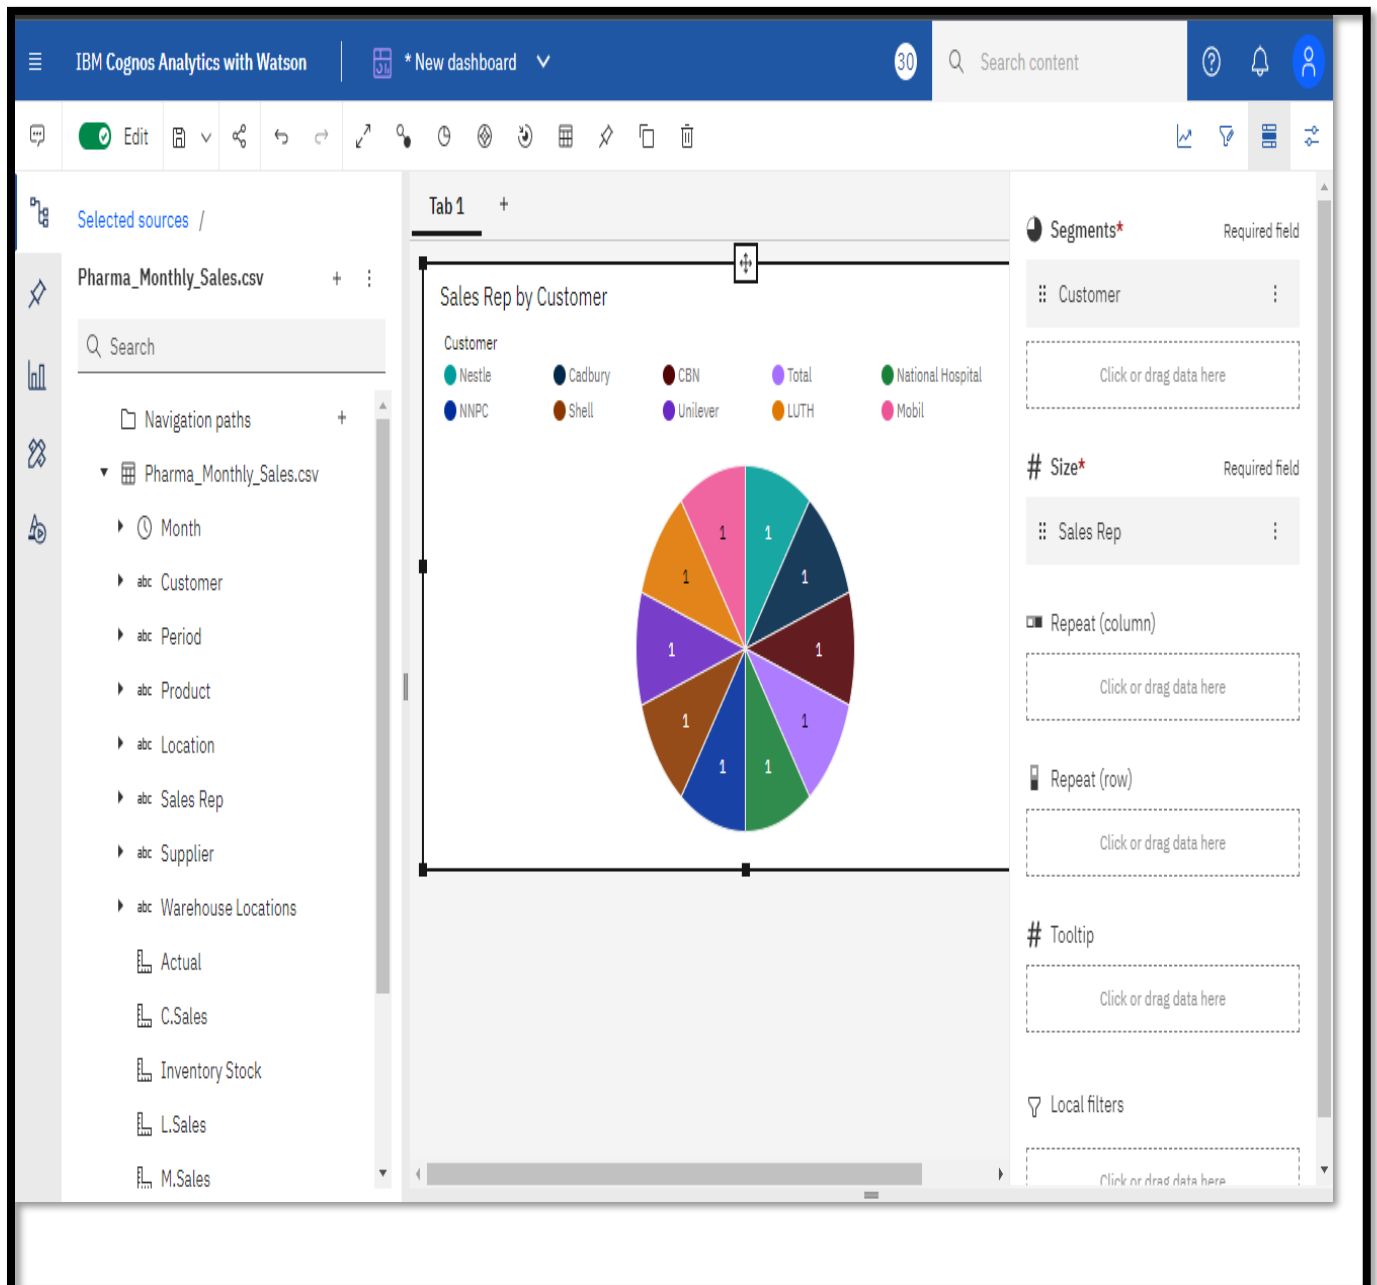 IBM Cognos Analytics with Watson
* New dashboard
30
Search content
Edit
Selected sources /
Pharma_Monthly_Sales.csv
Search
Navigation paths
Pharma_Monthly_Sales.csv
Month
abc Customer
abc Period
abc Product
abc Location
abc Sales Rep
abc Supplier
abc Warehouse Locations
Actual
C.Sales
Inventory Stock
L.Sales
M.Sales
Tab 1 +
Sales Rep by Customer
Customer
Nestle Cadbury CBN Total National Hospital
NNPC Shell Unilever LUTH Mobil
1 1
1 1
1 1
1 1
1 1
Segments* Required field
Customer
Click or drag data here
# Size* Required field
Sales Rep
Repeat (column)
Click or drag data here
Repeat (row)
Click or drag data here
# Tooltip
Click or drag data here
Local filters
Click or drag data here